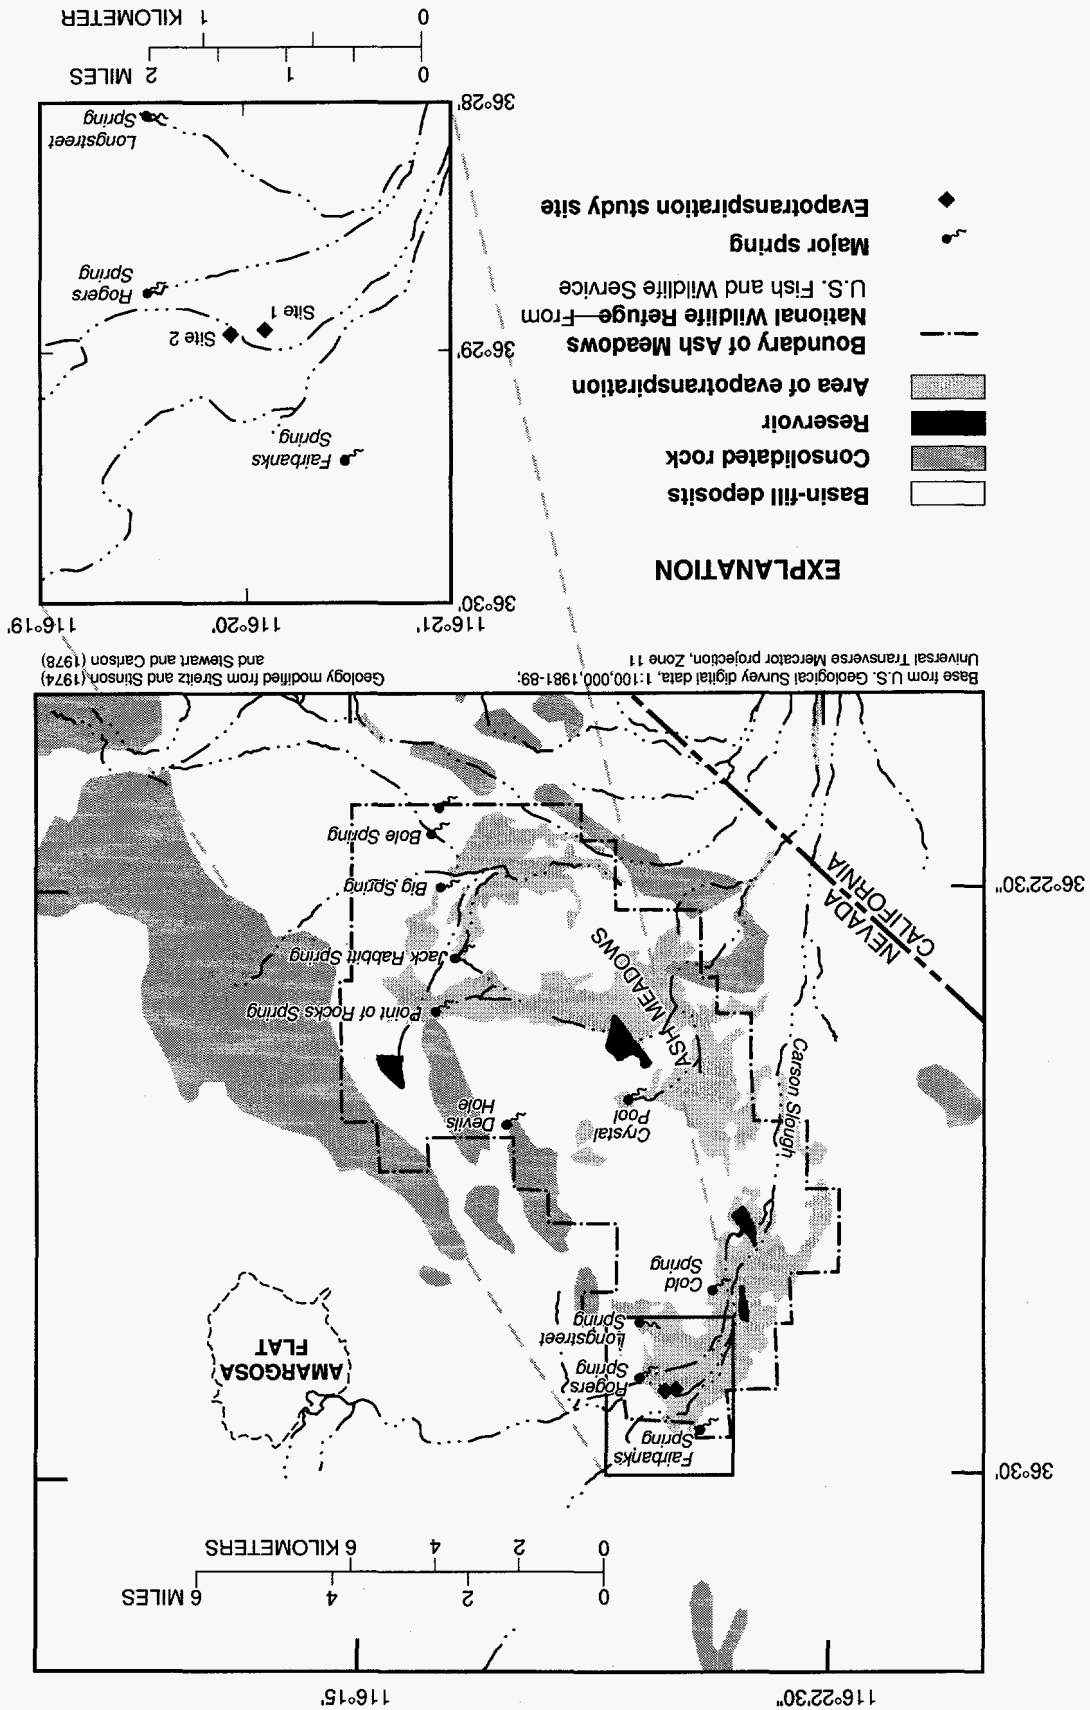 116°22'30"
116°15'
0 2 4 6 MILES
0 2 4 6 KILOMETERS
36°30'
Fairbanks
Spring
Rogers
Spring
Longstreet
Spring
Cold
Spring
AMARGOSA
FLAT
Carson Slough
Crystal
Pool
Devils
Hole
ASH MEADOWS
Point of Rocks Spring
Jack Rabbitt Spring
36°22'30"
Big Spring
Bole Spring
NEVADA
CALIFORNIA
Base from U.S. Geological Survey digital data, 1:100,000,1981-89;
Universal Transverse Mercator projection, Zone 11
Geology modified from Streitz and Stinson (1974)
and Stewart and Carlson (1978)
EXPLANATION
Basin-fill deposits
Consolidated rock
Reservoir
Area of evapotranspiration
Boundary of Ash Meadows
National Wildlife Refuge—From
U.S. Fish and Wildlife Service
Major spring
Evapotranspiration study site
116°21'
116°20'
116°19'
36°30'
Fairbanks
Spring
36°29'
Site 1
Site 2
Rogers
Spring
Longstreet
Spring
36°28'
0 1 2 MILES
0 1 KILOMETER